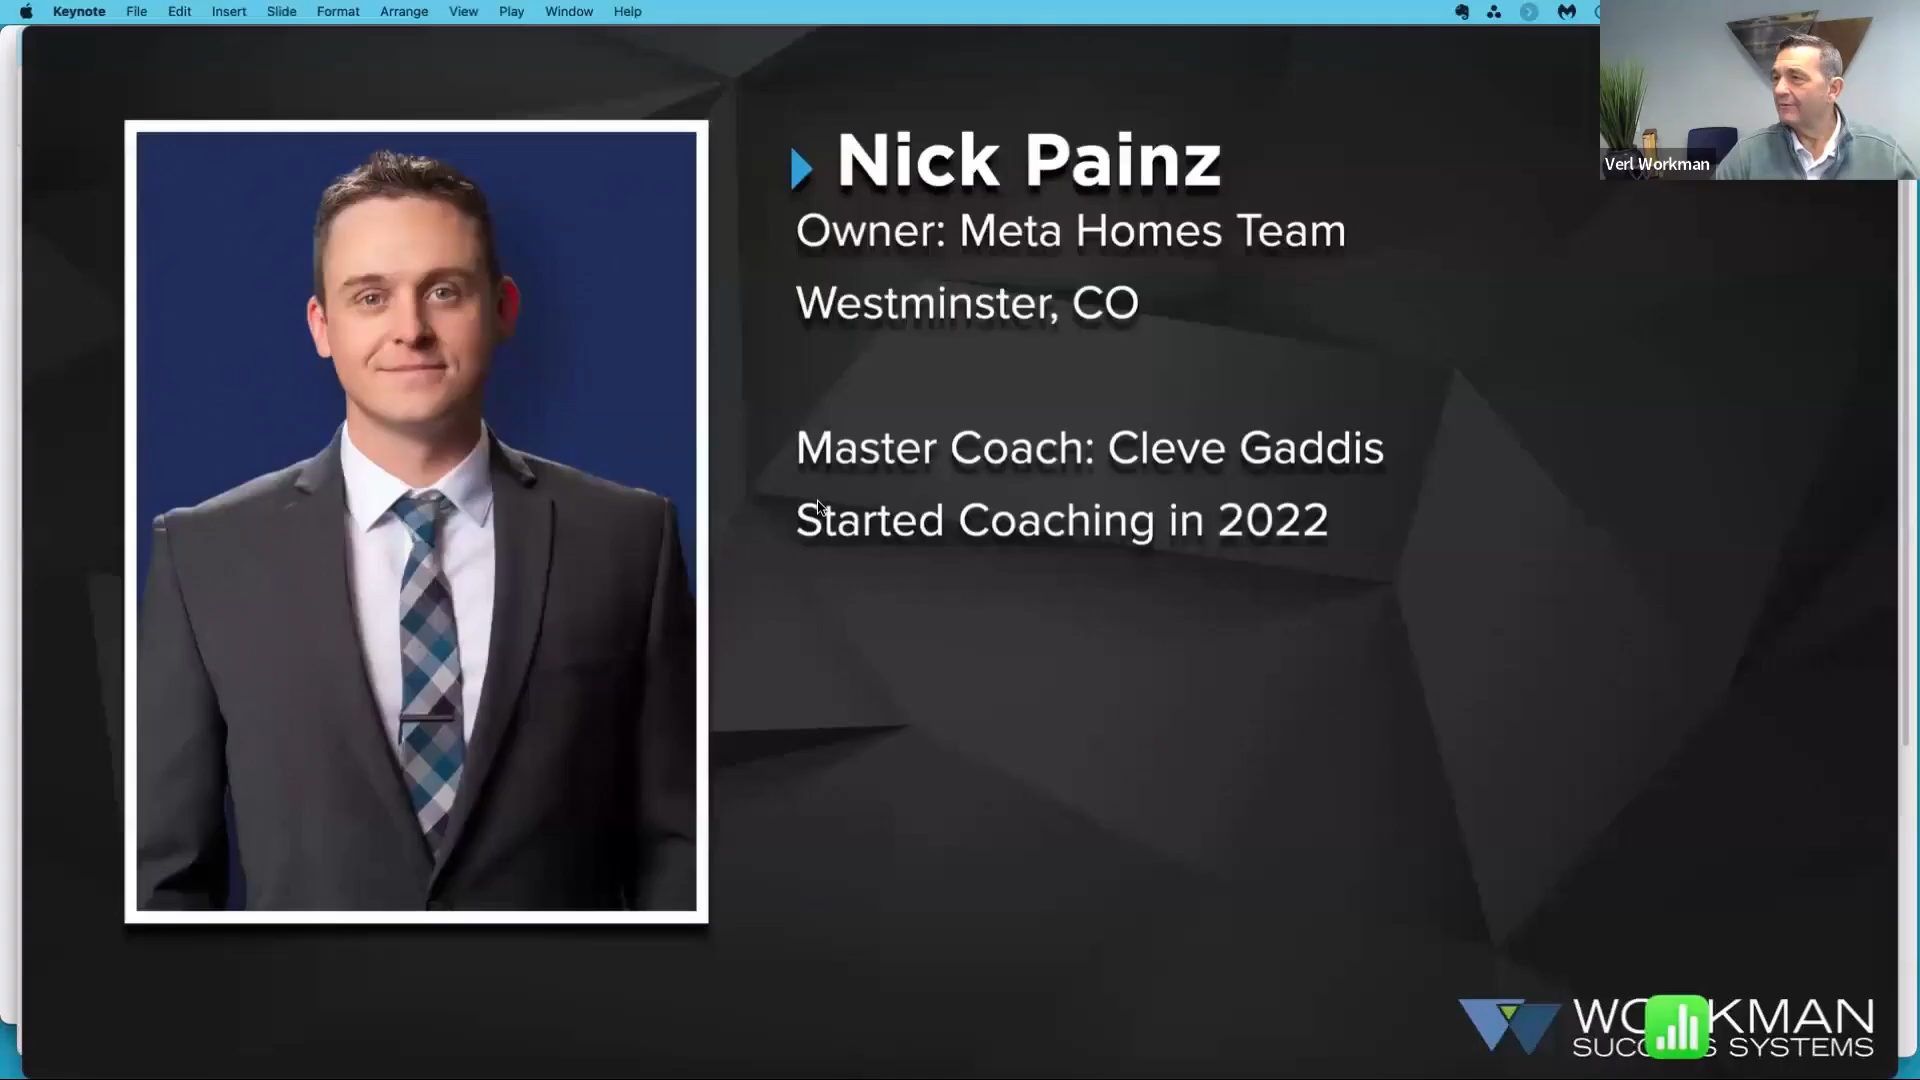 Keynote File Edit Insert Slide Format Arrange View Play Window Help
Verl Workman
Nick Painz
Owner: Meta Homes Team
Westminster, CO
Master Coach: Cleve Gaddis
Started Coaching in 2022
SYSTEMS